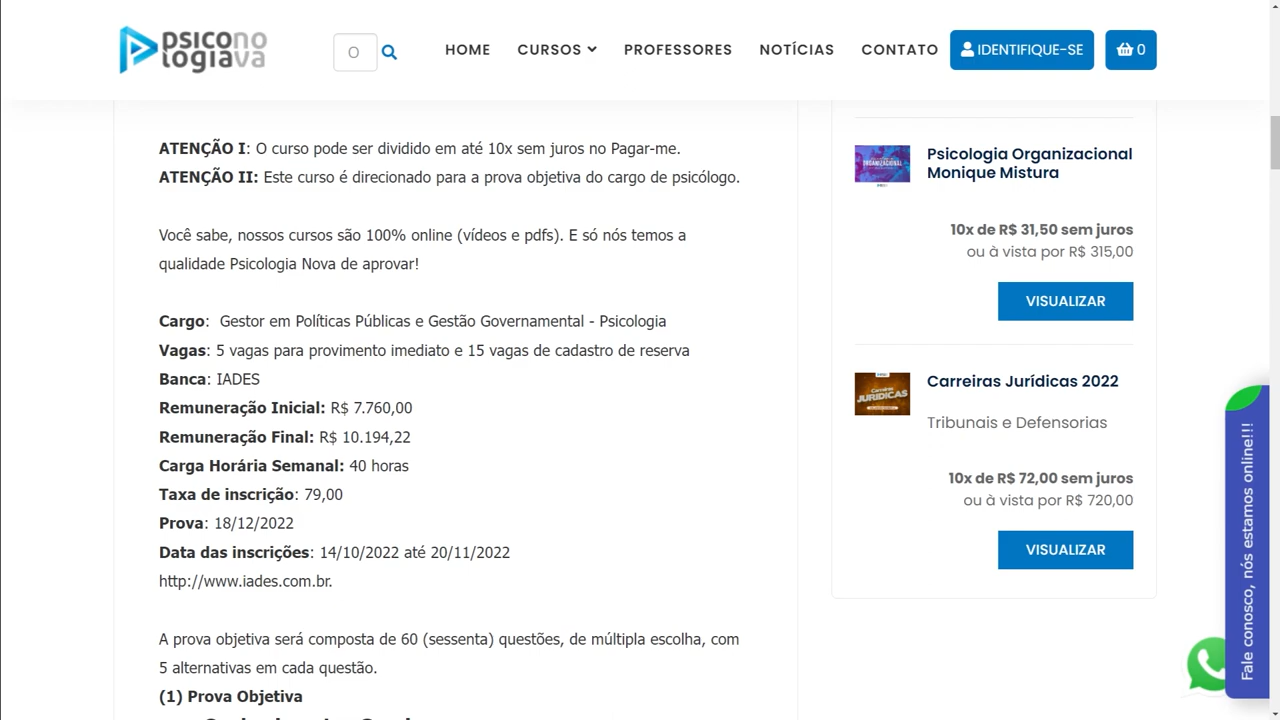 psicono
logiava
O
HOME
CURSOS
PROFESSORES
NOTÍCIAS
CONTATO
IDENTIFIQUE-SE
0
ATENÇÃO I: O curso pode ser dividido em até 10x sem juros no Pagar-me.
ATENÇÃO II: Este curso é direcionado para a prova objetiva do cargo de psicólogo.
Você sabe, nossos cursos são 100% online (vídeos e pdfs). E só nós temos a
qualidade Psicologia Nova de aprovar!
Cargo:  Gestor em Políticas Públicas e Gestão Governamental - Psicologia
Vagas: 5 vagas para provimento imediato e 15 vagas de cadastro de reserva
Banca: IADES
Remuneração Inicial: R$ 7.760,00
Remuneração Final: R$ 10.194,22
Carga Horária Semanal: 40 horas
Taxa de inscrição: 79,00
Prova: 18/12/2022
Data das inscrições: 14/10/2022 até 20/11/2022
http://www.iades.com.br.
A prova objetiva será composta de 60 (sessenta) questões, de múltipla escolha, com
5 alternativas em cada questão.
(1) Prova Objetiva
ORGANIZACIONAL
Psicologia Organizacional
Monique Mistura
10x de R$ 31,50 sem juros
ou à vista por R$ 315,00
VISUALIZAR
Carreiras
JURÍDICAS
Carreiras Jurídicas 2022
Tribunais e Defensorias
10x de R$ 72,00 sem juros
ou à vista por R$ 720,00
VISUALIZAR
Fale conosco, nós estamos online!!!